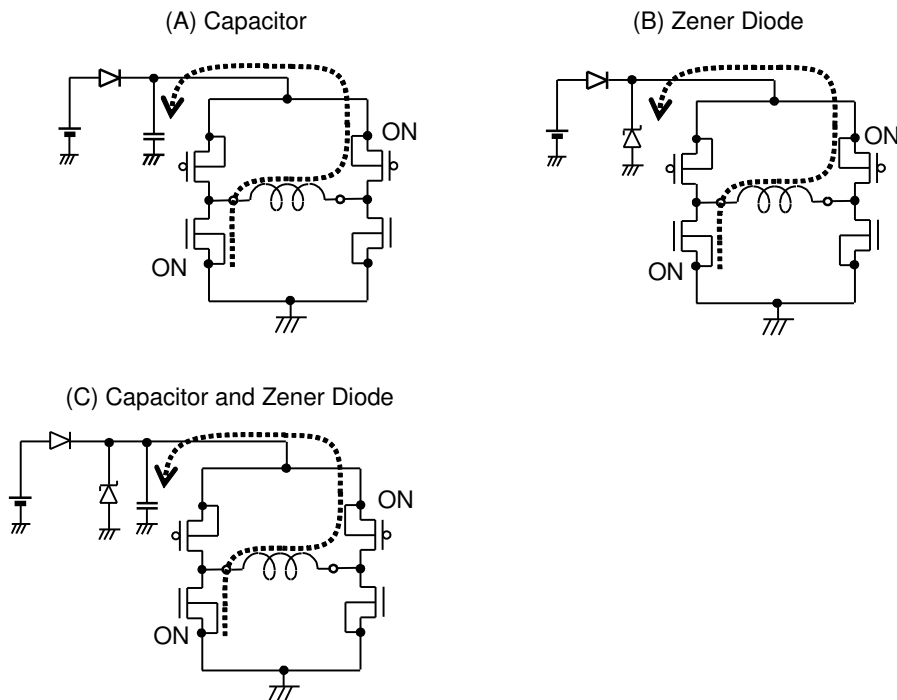 (A) Capacitor
(B) Zener Diode
ON
ON
ON
ON
(C) Capacitor and Zener Diode
ON
ON